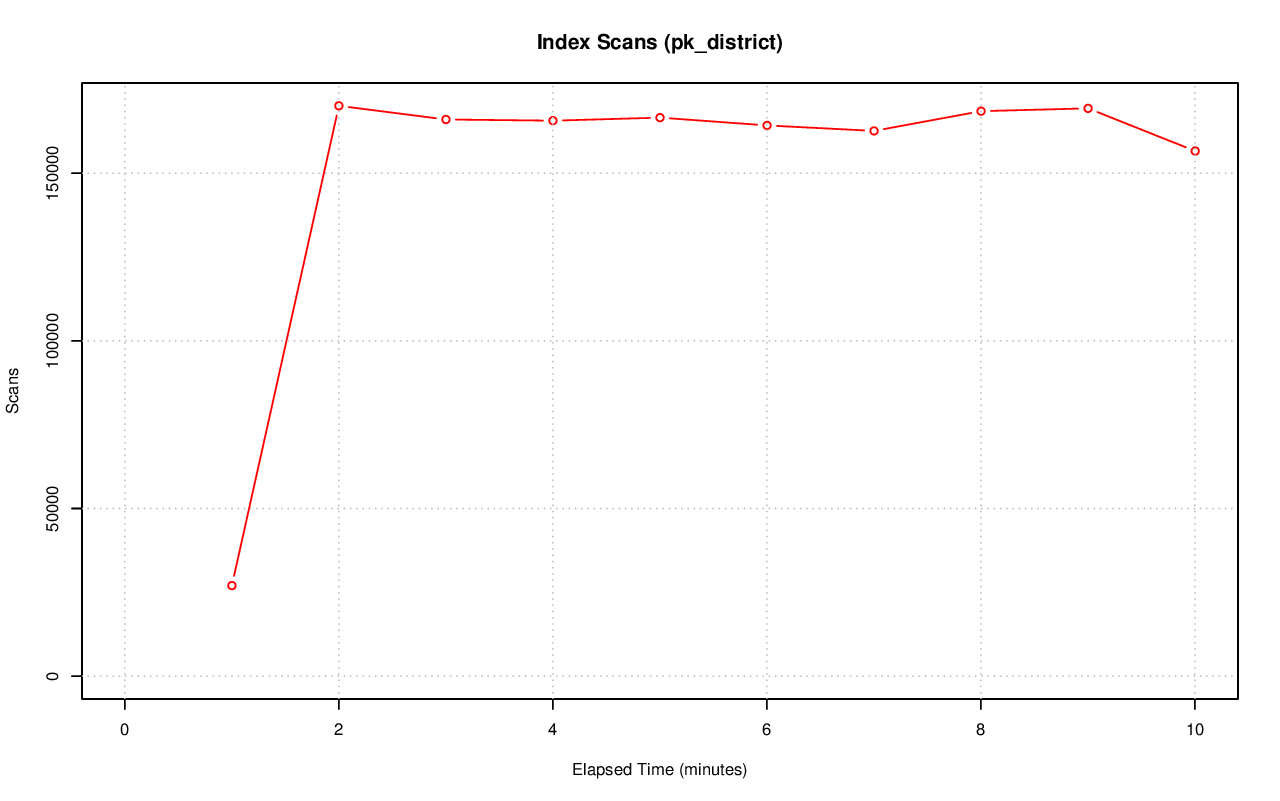 Index Scans (pk_district)
Scans
150000
100000
50000
0
0 2 4 6 8 10
Elapsed Time (minutes)